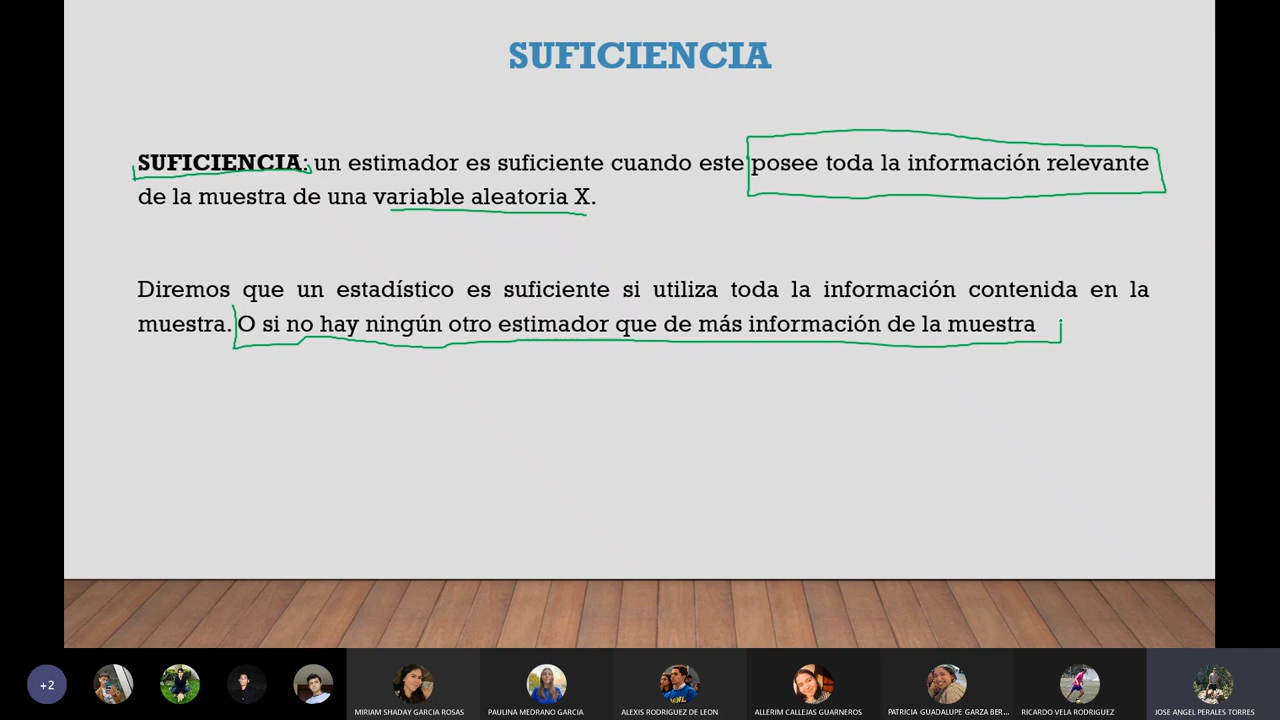 SUFICIENCIA
SUFICIENCIA: un estimador es suficiente cuando este posee toda la información relevante
de la muestra de una variable aleatoria X.
Diremos que un estadístico es suficiente si utiliza toda la información contenida en la
muestra. O si no hay ningún otro estimador que de más información de la muestra
+2
MIRIAM SHADAY GARCIA ROSAS
PAULINA MEDRANO GARCIA
ALEXIS RODRIGUEZ DE LEON
ALLERIM CALLEJAS GUARNEROS
PATRICIA GUADALUPE GARZA BER...
RICARDO VELA RODRIGUEZ
JOSE ANGEL PERALES TORRES